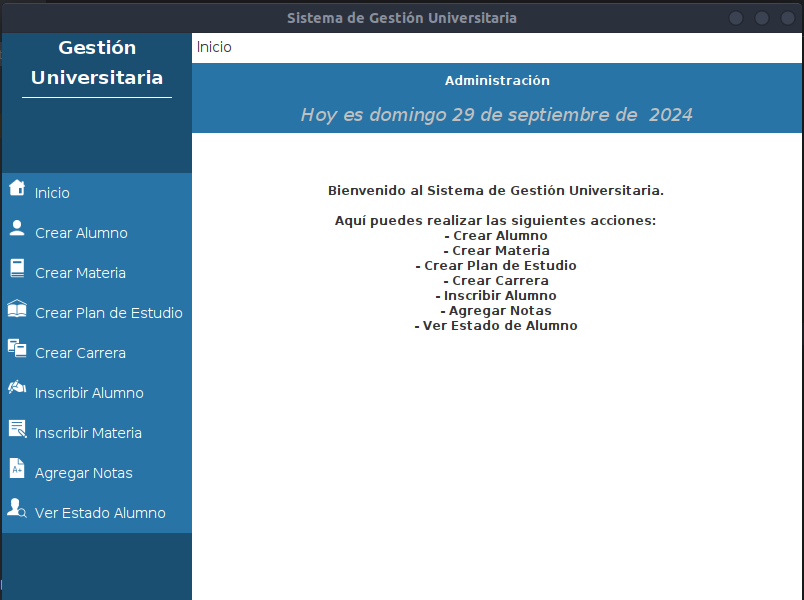 Sistema de Gestión Universitaria
Gestión
Universitaria
Inicio
Crear Alumno
Crear Materia
Crear Plan de Estudio
Crear Carrera
Inscribir Alumno
Inscribir Materia
A+
Agregar Notas
Ver Estado Alumno
Inicio
Administración
Hoy es domingo 29 de septiembre de  2024
Bienvenido al Sistema de Gestión Universitaria.
Aquí puedes realizar las siguientes acciones:
- Crear Alumno
- Crear Materia
- Crear Plan de Estudio
- Crear Carrera
- Inscribir Alumno
- Agregar Notas
- Ver Estado de Alumno